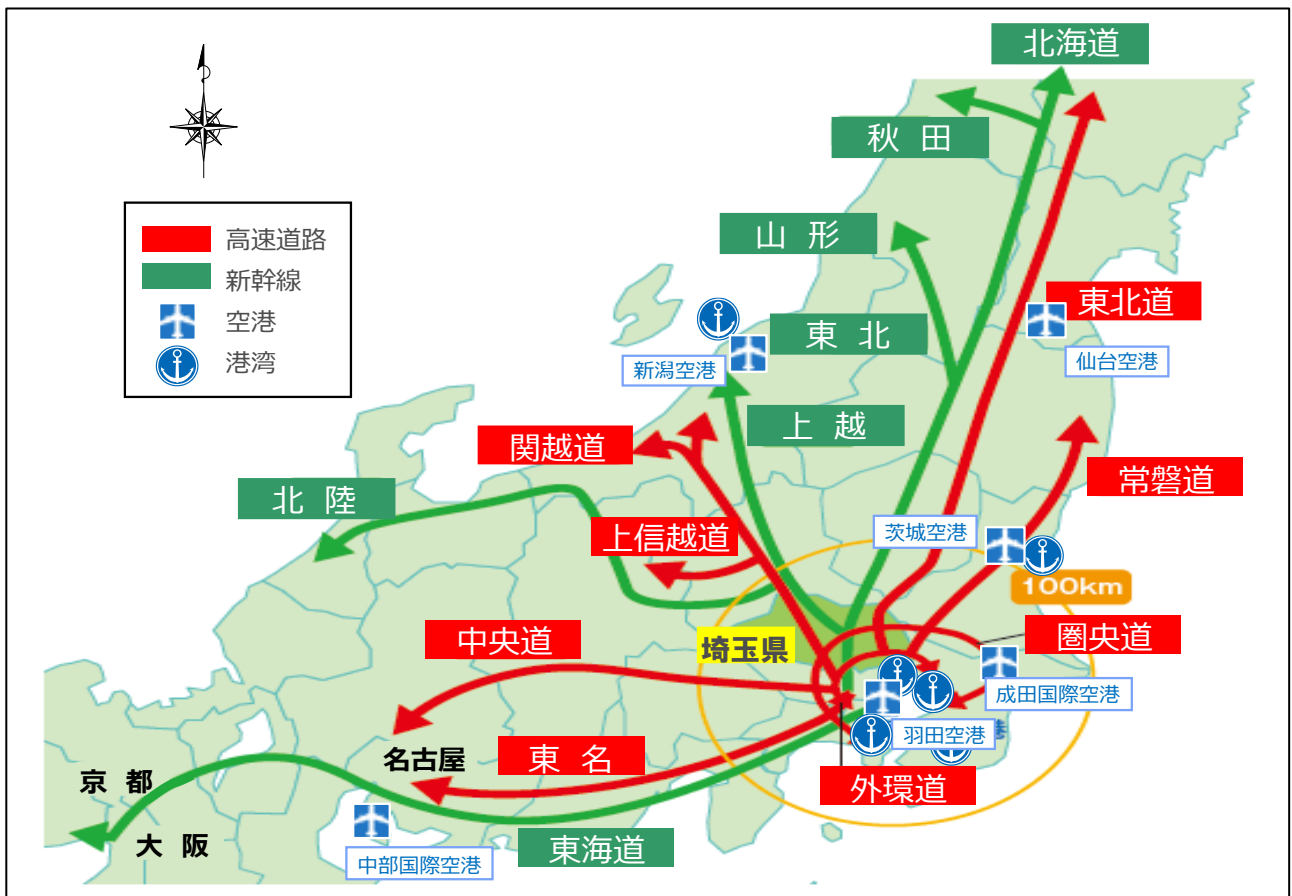 北海道
秋田
山形
高速道路
新幹線
空港
港湾
東北道
東北
仙台空港
新潟空港
上越
関越道
常磐道
北陸
茨城空港
上信越道
100km
中央道
埼玉県
圏央道
成田国際空港
羽田空港
港
名古屋
東名
京都
外環道
大阪
東海道
中部国際空港